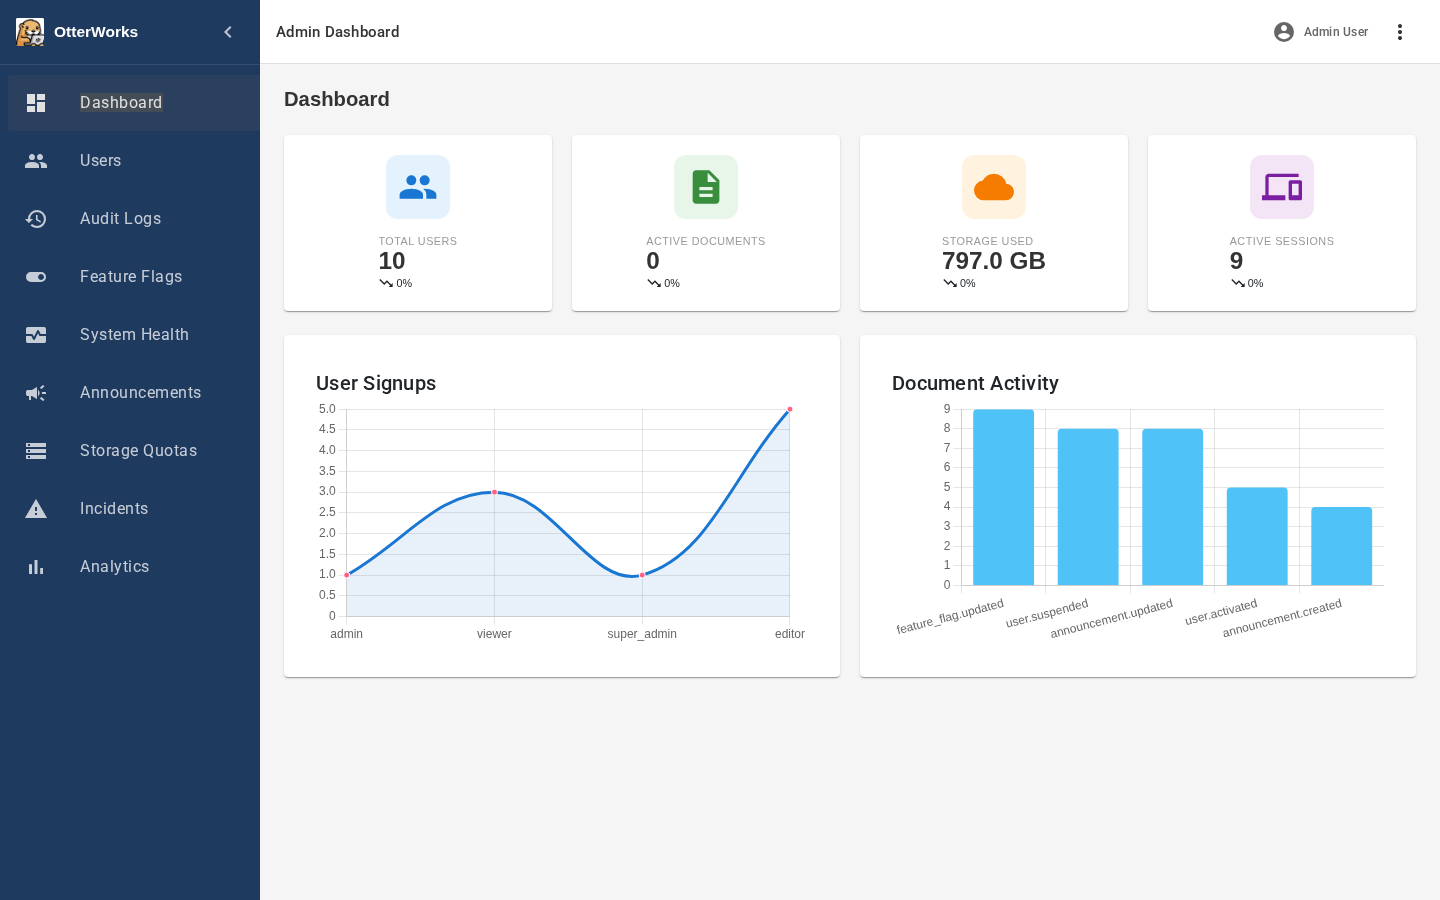 OtterWorks
Admin Dashboard
Admin User
Dashboard
Users
Audit Logs
Feature Flags
System Health
Announcements
Storage Quotas
Incidents
Analytics
Dashboard
TOTAL USERS
10
0%
ACTIVE DOCUMENTS
0
0%
STORAGE USED
797.0 GB
0%
ACTIVE SESSIONS
9
0%
User Signups
5.0
4.5
4.0
3.5
3.0
2.5
2.0
1.5
1.0
0.5
0
admin viewer super_admin editor
Document Activity
9
8
7
6
5
4
3
2
1
0
feature_flag.updated
user.suspended
announcement.updated
user.activated
announcement.created